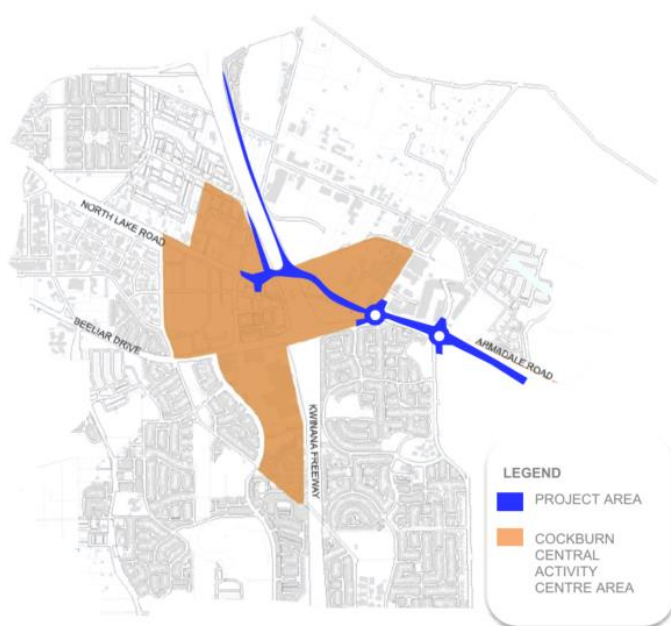 NORTH LAKE ROAD
BEELIAR DRIVE
ARMADALE ROAD
KWINANA FREEWAY
LEGEND
PROJECT AREA
COCKBURN
CENTRAL
ACTIVITY
CENTRE AREA